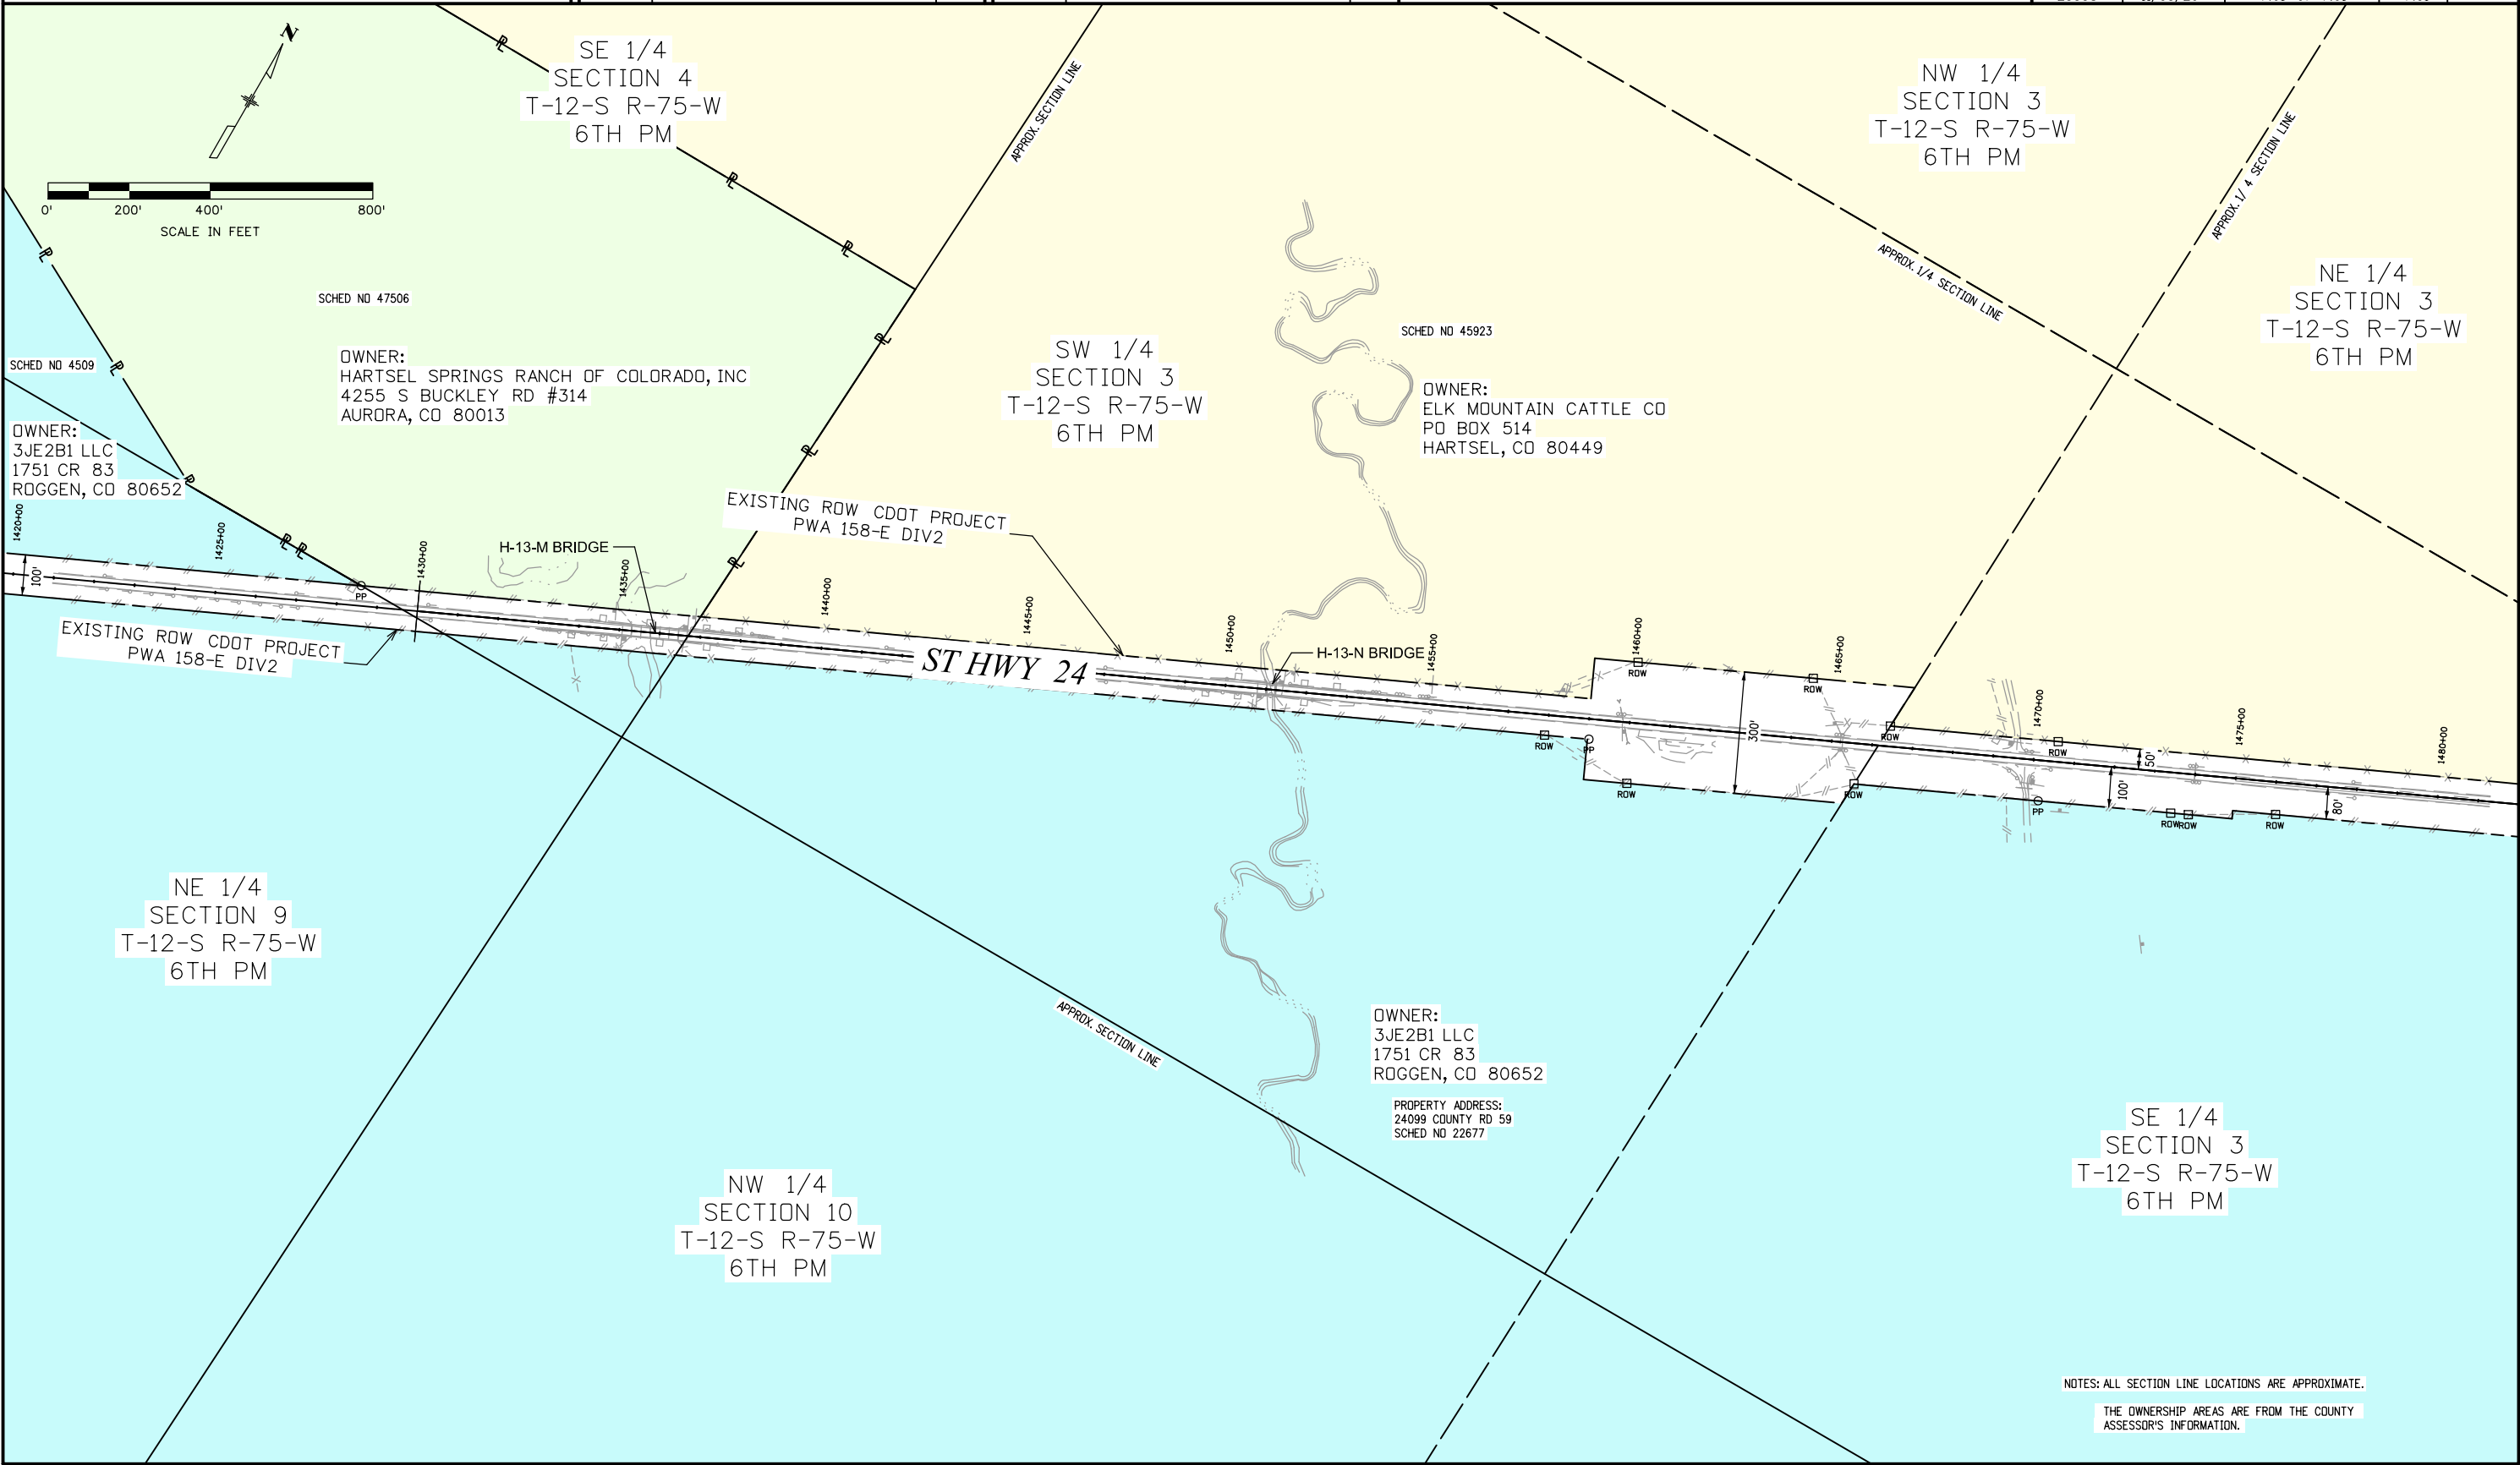 N
0'
200'
400'
800'
SCALE IN FEET
SE 1/4
SECTION 4
T-12-S R-75-W
6TH PM
APPROX. SECTION LINE
NW 1/4
SECTION 3
T-12-S R-75-W
6TH PM
APPROX. 1/4 SECTION LINE
APPROX. 1/4 SECTION LINE
NE 1/4
SECTION 3
T-12-S R-75-W
6TH PM
SCHED NO 47506
OWNER:
HARTSEL SPRINGS RANCH OF COLORADO, INC
4255 S BUCKLEY RD #314
AURORA, CO 80013
SCHED NO 4509
OWNER:
3JE2B1 LLC
1751 CR 83
ROGGEN, CO 80652
SW 1/4
SECTION 3
T-12-S R-75-W
6TH PM
SCHED NO 45923
OWNER:
ELK MOUNTAIN CATTLE CO
PO BOX 514
HARTSEL, CO 80449
EXISTING ROW CDOT PROJECT
PWA 158-E DIV2
H-13-M BRIDGE
1420+00
1425+00
1430+00
1435+00
1440+00
1445+00
1450+00
1455+00
1460+00
1465+00
1470+00
1475+00
1480+00
100'
PP
EXISTING ROW CDOT PROJECT
PWA 158-E DIV2
ST HWY 24
H-13-N BRIDGE
ROW
PP
ROW
ROW
ROW
300'
ROW
ROW
ROW
PP
50'
100'
ROW
ROW
ROW
80'
NE 1/4
SECTION 9
T-12-S R-75-W
6TH PM
APPROX. SECTION LINE
OWNER:
3JE2B1 LLC
1751 CR 83
ROGGEN, CO 80652
PROPERTY ADDRESS:
24099 COUNTY RD 59
SCHED NO 22677
SE 1/4
SECTION 3
T-12-S R-75-W
6TH PM
NW 1/4
SECTION 10
T-12-S R-75-W
6TH PM
NOTES: ALL SECTION LINE LOCATIONS ARE APPROXIMATE.
THE OWNERSHIP AREAS ARE FROM THE COUNTY
ASSESSOR'S INFORMATION.